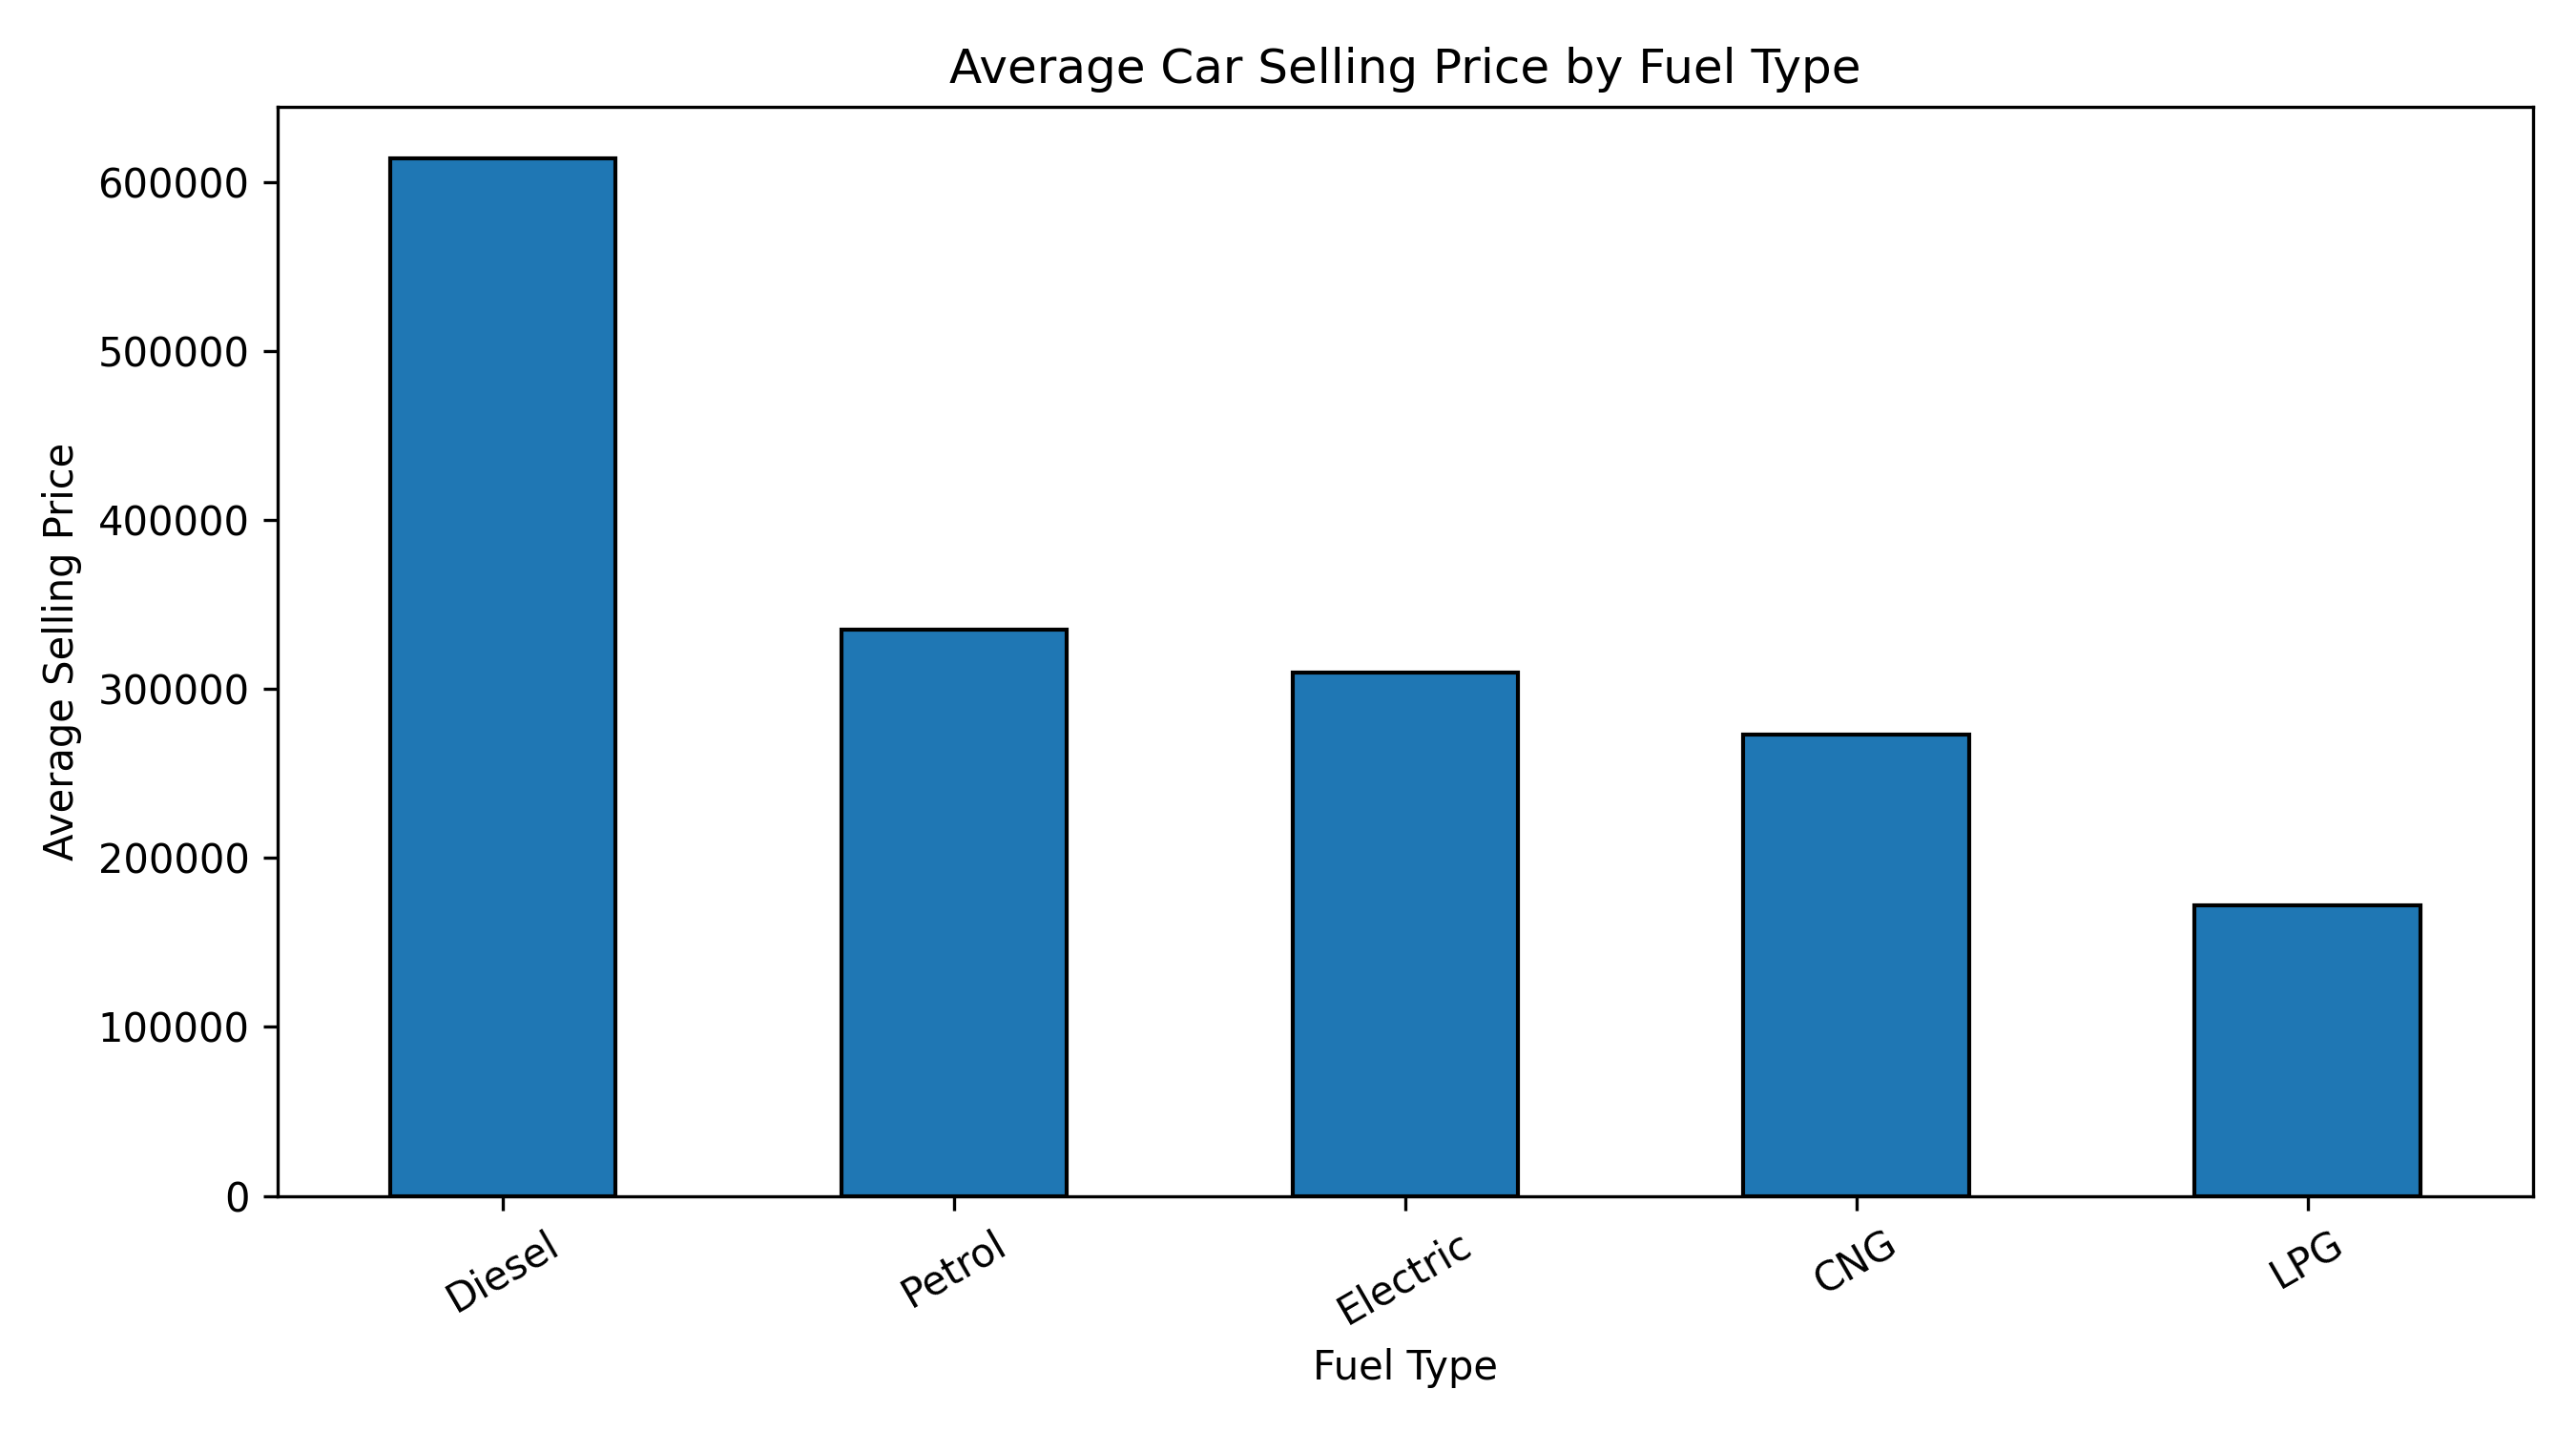 Average Car Selling Price by Fuel Type
Average Selling Price
600000
500000
400000
300000
200000
100000
0
Diesel
Petrol
Electric
CNG
LPG
Fuel Type